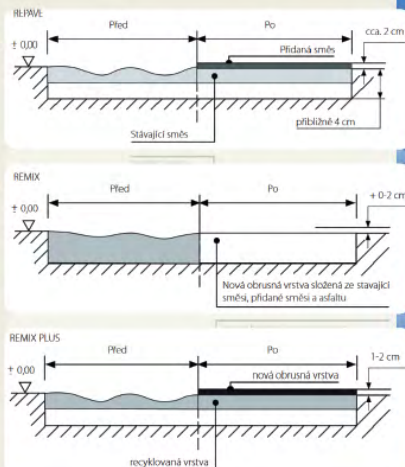 REPAVE
Před
Po
cca. 2 cm
± 0,00
Přidaná směs
Stávající směs
přibližně 4 cm
REMIX
Před
Po
± 0,00
+ 0-2 cm
Nová obrusná vrstva složená ze stavající
směsi, přidané směsi a asfaltu
REMIX PLUS
Před
Po
± 0,00
nová obrusná vrstva
1-2 cm
recyklovaná vrstva